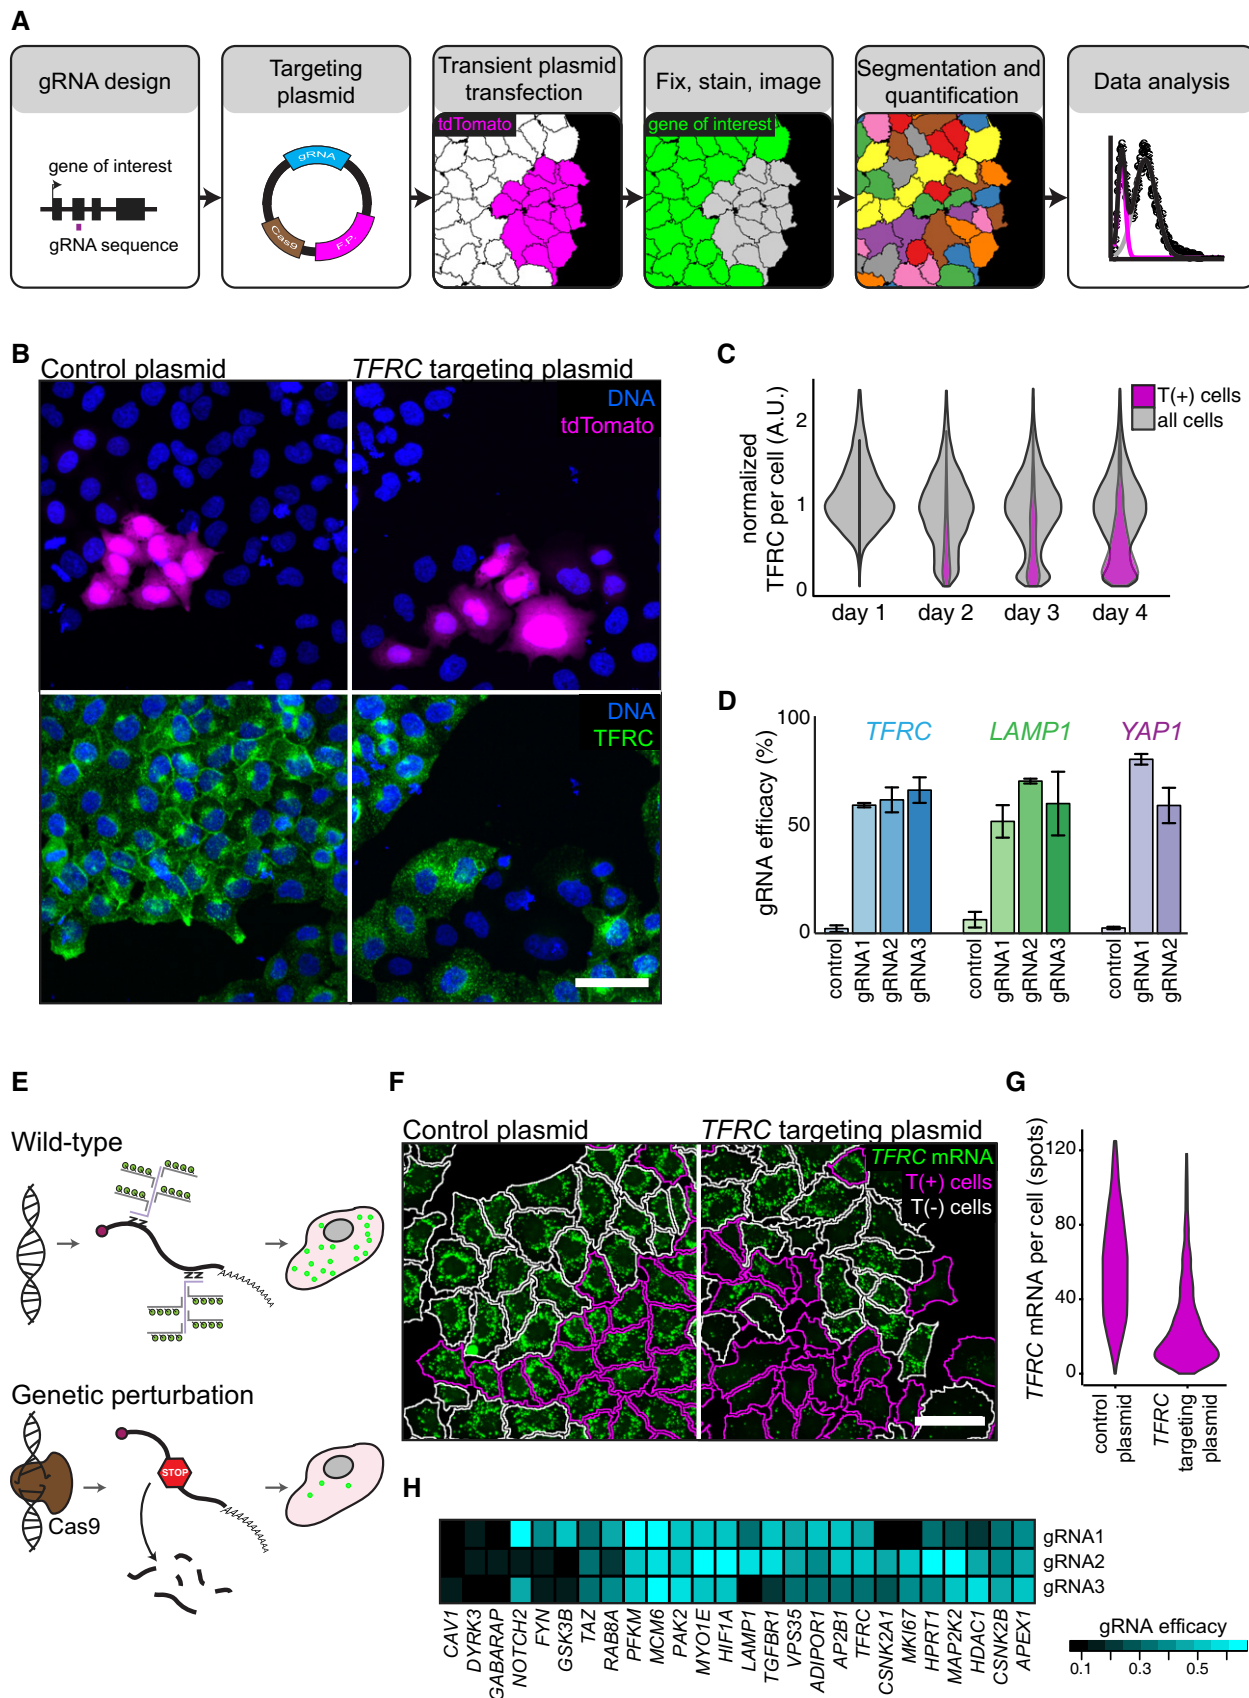 A
gRNA design
Targeting
plasmid
Transient plasmid
transfection
Fix, stain, image
Segmentation and
quantification
Data analysis
gene of interest
gRNA sequence
gRNA
Cas9
F.P.
tdTomato
gene of interest
B
Control plasmid
TFRC targeting plasmid
DNA
tdTomato
DNA
TFRC
C
normalized
TFRC per cell (A.U.)
2
1
0
T(+) cells
all cells
day 1
day 2
day 3
day 4
D
gRNA efficacy (%)
100
50
0
TFRC
LAMP1
YAP1
control
gRNA1
gRNA2
gRNA3
control
gRNA1
gRNA2
gRNA3
control
gRNA1
gRNA2
E
Wild-type
AAAAAAAAAAA
Genetic perturbation
Cas9
STOP
AAAAAAAAAAA
F
Control plasmid
TFRC targeting plasmid
TFRC mRNA
T(+) cells
T(-) cells
G
TFRC mRNA per cell (spots)
120
80
40
0
control
plasmid
TFRC
targeting
plasmid
H
gRNA1
gRNA2
gRNA3
CAV1
DYRK3
GABARAP
NOTCH2
FYN
GSK3B
TAZ
RAB8A
PFKM
MCM6
PAK2
MYO1E
HIF1A
LAMP1
TGFBR1
VPS35
ADIPOR1
AP2B1
TFRC
CSNK2A1
MKI67
HPRT1
MAP2K2
HDAC1
CSNK2B
APEX1
gRNA efficacy
0.1
0.3
0.5